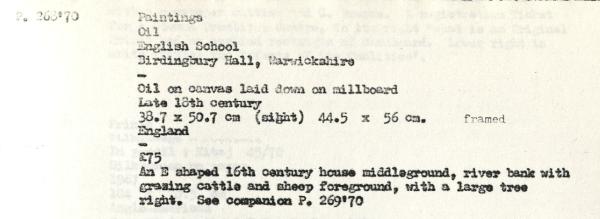 P. 268'70 Paintings
Oil
English School
Birdingbury Hall, Warwickshire
-
Oil on canvas laid down on millboard
Late 18th century
38.7 x 50.7 cm (sight) 44.5 x 56 cm. framed
England
-
£75
An E shaped 16th century house middleground, river bank with
grazing cattle and sheep foreground, with a large tree
right. See companion P. 269'70